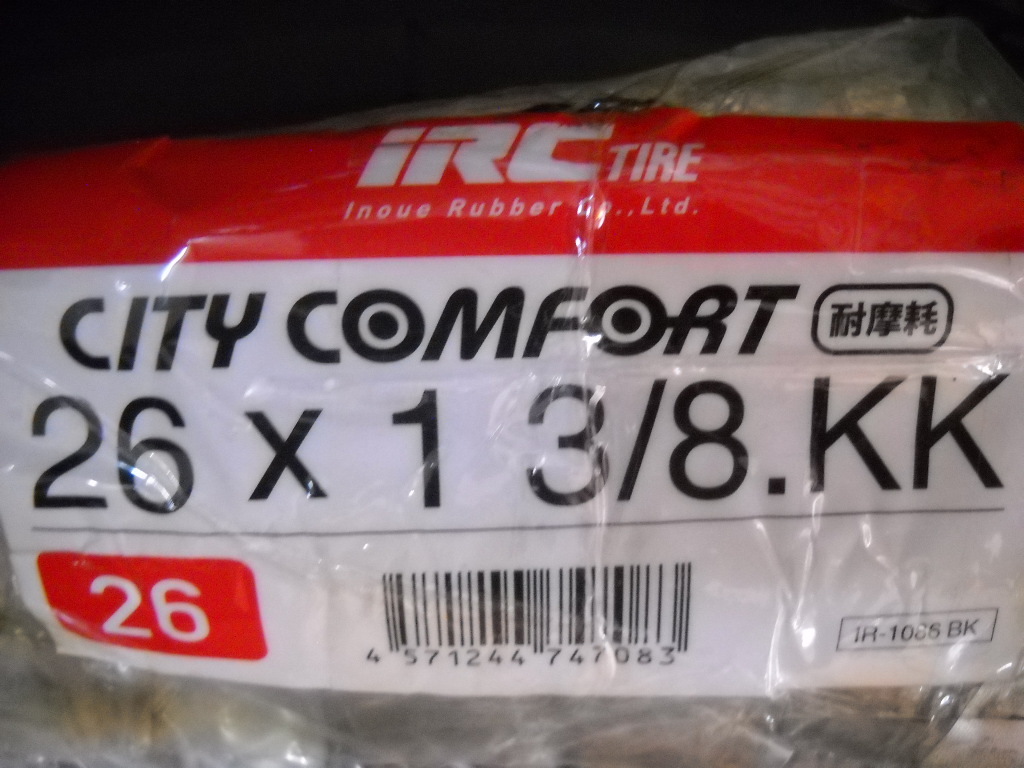 iRC TIRE
Inoue Rubber Co.,Ltd.
CITY COMFORT 耐摩耗
26 x 1 3/8.KK
26
4 571244 747083
IR-1086 BK